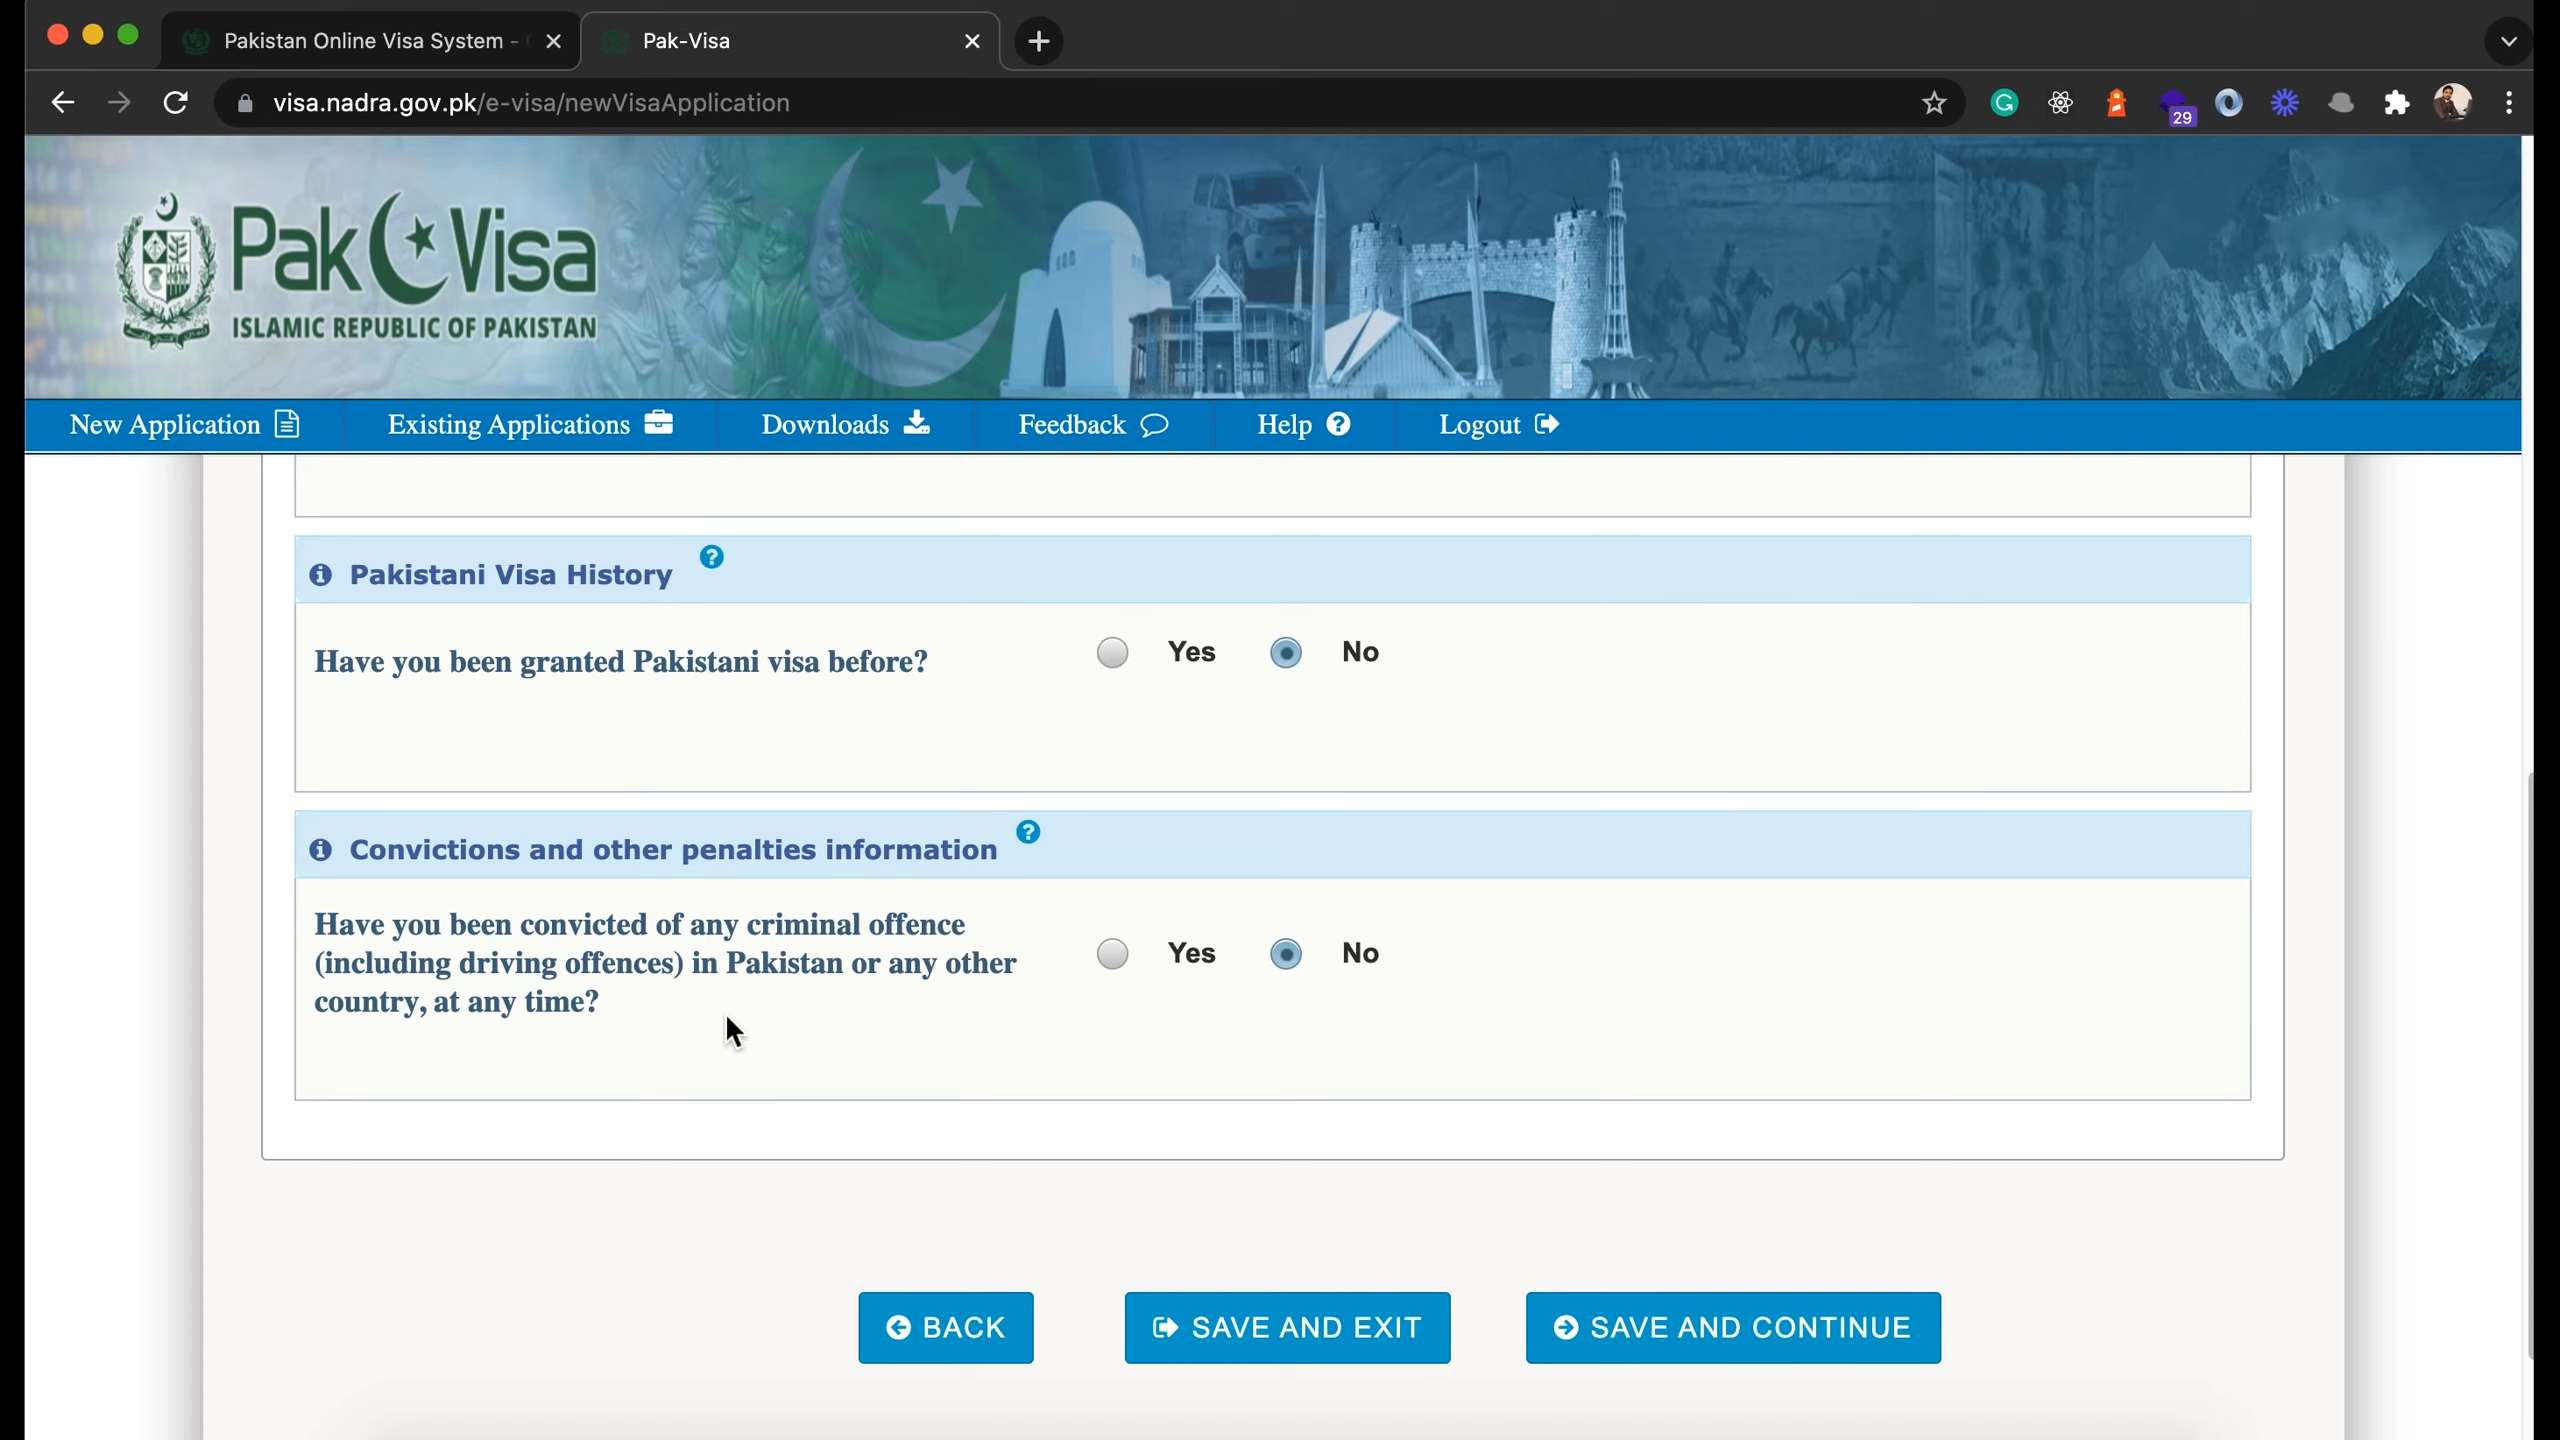 Pakistan Online Visa System -
Pak-Visa
visa.nadra.gov.pk/e-visa/newVisaApplication
29
Pak Visa
ISLAMIC REPUBLIC OF PAKISTAN
New Application
Existing Applications
Downloads
Feedback
Help ?
Logout
i Pakistani Visa History ?
Have you been granted Pakistani visa before?
Yes No
i Convictions and other penalties information ?
Have you been convicted of any criminal offence
(including driving offences) in Pakistan or any other
country, at any time?
Yes No
BACK
SAVE AND EXIT
SAVE AND CONTINUE